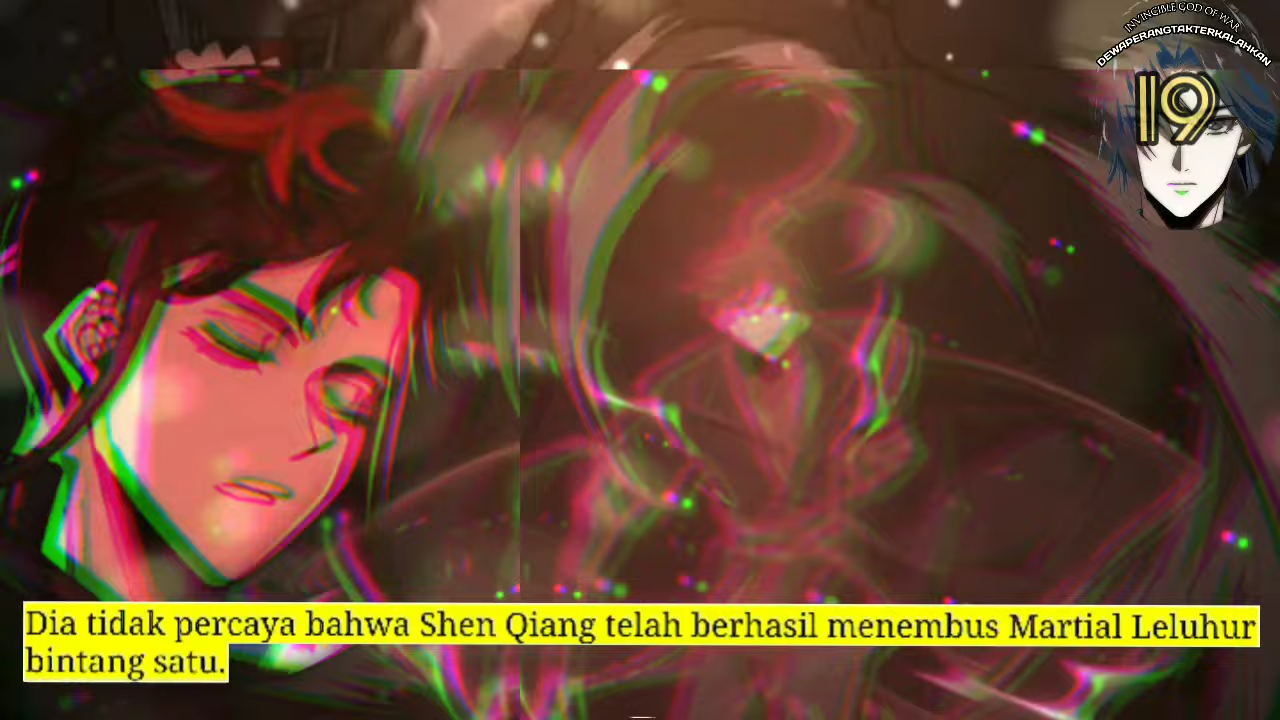 INVINCIBLE GOD OF WAR
DEWAPERANGTAKTERKALAHKAN
19
Dia tidak percaya bahwa Shen Qiang telah berhasil menembus Martial Leluhur
bintang satu.